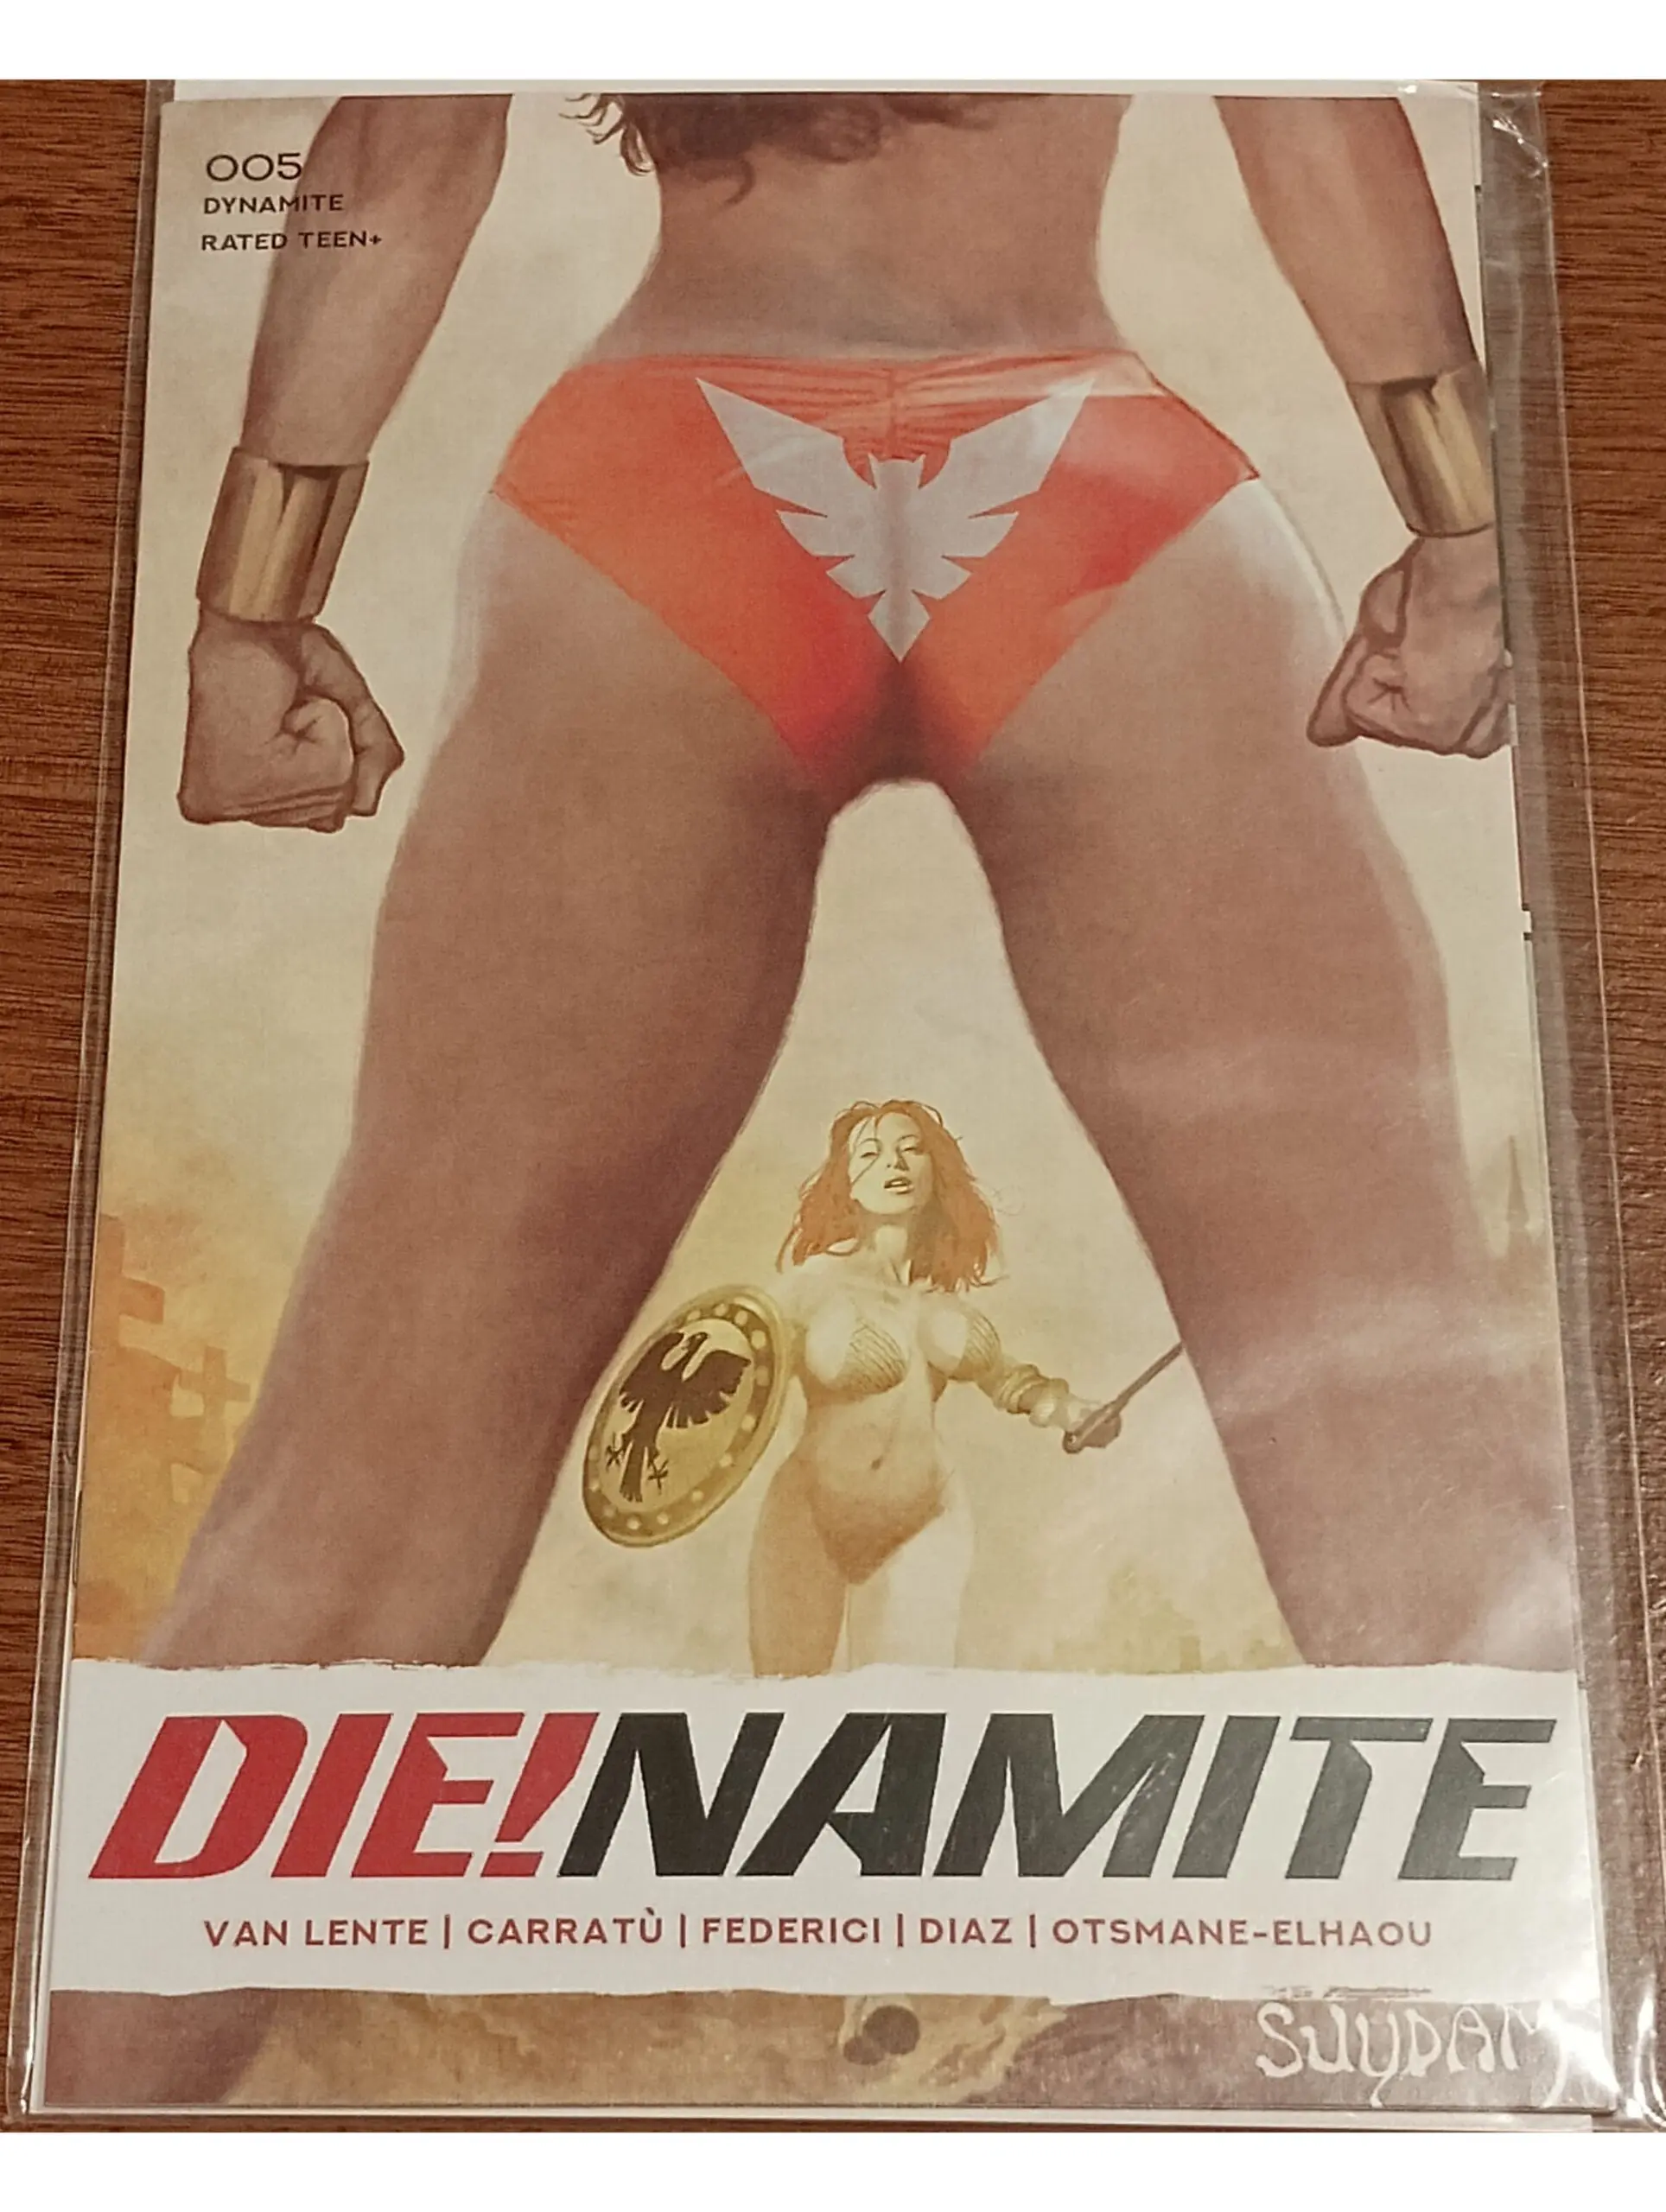 005
DYNAMITE
RATED TEEN+
DIE!NAMITE
VAN LENTE | CARRATÙ | FEDERICI | DIAZ | OTSMANE-ELHAOU
SUYDAM